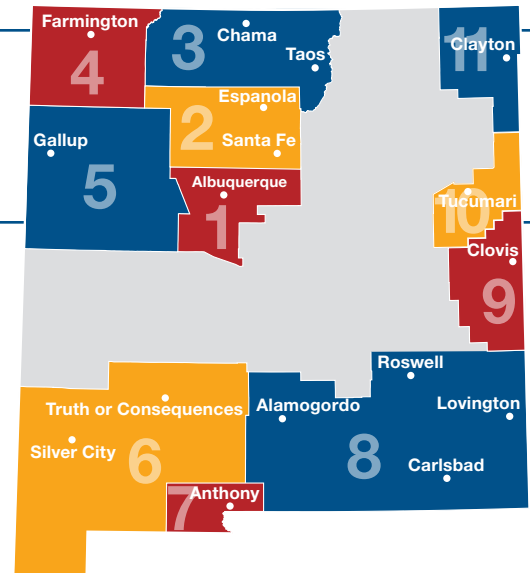 Farmington
Chama
Taos
3
Clayton
11
4
Espanola
2
Santa Fe
Gallup
5
Albuquerque
1
Tucumari
10
Clovis
9
Roswell
Truth or Consequences
Alamogordo
Lovington
Silver City
6
8
Carlsbad
7
Anthony